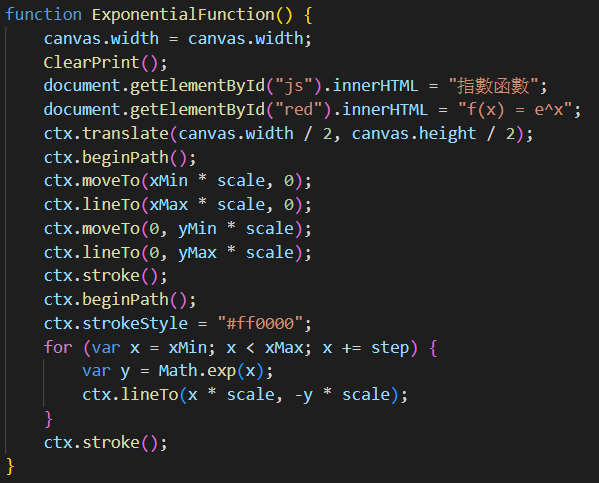 function ExponentialFunction() {
    canvas.width = canvas.width;
    ClearPrint();
    document.getElementById("js").innerHTML = "指數函數";
    document.getElementById("red").innerHTML = "f(x) = e^x";
    ctx.translate(canvas.width / 2, canvas.height / 2);
    ctx.beginPath();
    ctx.moveTo(xMin * scale, 0);
    ctx.lineTo(xMax * scale, 0);
    ctx.moveTo(0, yMin * scale);
    ctx.lineTo(0, yMax * scale);
    ctx.stroke();
    ctx.beginPath();
    ctx.strokeStyle = "#ff0000";
    for (var x = xMin; x < xMax; x += step) {
        var y = Math.exp(x);
        ctx.lineTo(x * scale, -y * scale);
    }
    ctx.stroke();
}